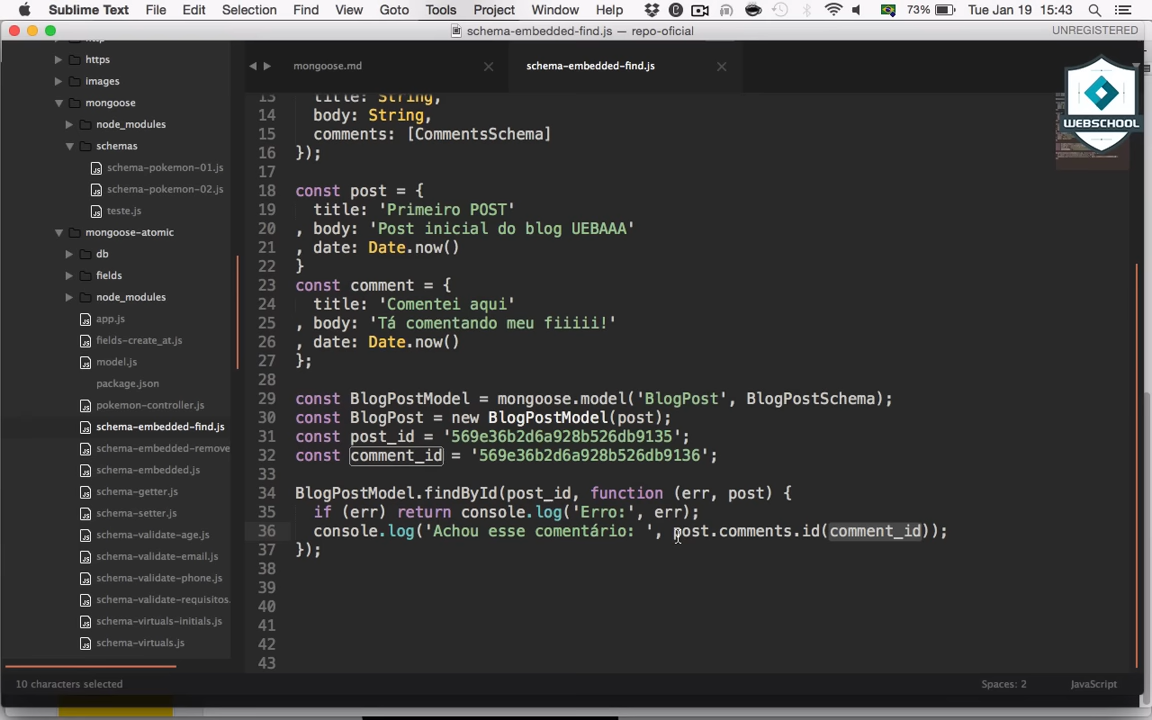 Sublime Text File Edit Selection Find View Goto Tools Project Window Help 73% Tue Jan 19 15:43
schema-embedded-find.js — repo-oficial UNREGISTERED
mongoose.md schema-embedded-find.js
WEBSCHOOL
https
images
mongoose
node_modules
schemas
schema-pokemon-01.js
schema-pokemon-02.js
teste.js
mongoose-atomic
db
fields
node_modules
app.js
fields-create_at.js
model.js
package.json
pokemon-controller.js
schema-embedded-find.js
schema-embedded-remove
schema-embedded.js
schema-getter.js
schema-setter.js
schema-validate-age.js
schema-validate-email.js
schema-validate-phone.js
schema-validate-requisitos.
schema-virtuals-initials.js
schema-virtuals.js
13 title: String,
14 body: String,
15 comments: [CommentsSchema]
16 });
17
18 const post = {
19 title: 'Primeiro POST'
20 , body: 'Post inicial do blog UEBAAA'
21 , date: Date.now()
22 }
23 const comment = {
24 title: 'Comentei aqui'
25 , body: 'Tá comentando meu fiiiii!'
26 , date: Date.now()
27 };
28
29 const BlogPostModel = mongoose.model('BlogPost', BlogPostSchema);
30 const BlogPost = new BlogPostModel(post);
31 const post_id = '569e36b2d6a928b526db9135';
32 const comment_id = '569e36b2d6a928b526db9136';
33
34 BlogPostModel.findById(post_id, function (err, post) {
35 if (err) return console.log('Erro:', err);
36 console.log('Achou esse comentário: ', post.comments.id(comment_id));
37 });
38
39
40
41
42
43
10 characters selected Spaces: 2 JavaScript